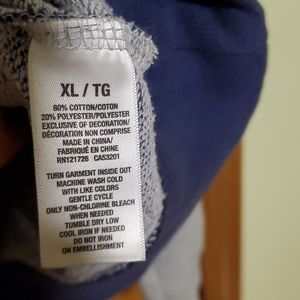 XL / TG
80% COTTON/COTON
20% POLYESTER/POLYESTER
EXCLUSIVE OF DECORATION/
DÉCORATION NON COMPRISE
MADE IN CHINA/
FABRIQUÉ EN CHINE
RN121728 CA53201
TURN GARMENT INSIDE OUT
MACHINE WASH COLD
WITH LIKE COLORS
GENTLE CYCLE
ONLY NON-CHLORINE BLEACH
WHEN NEEDED
TUMBLE DRY LOW
COOL IRON IF NEEDED
DO NOT IRON
ON EMBELLISHMENT